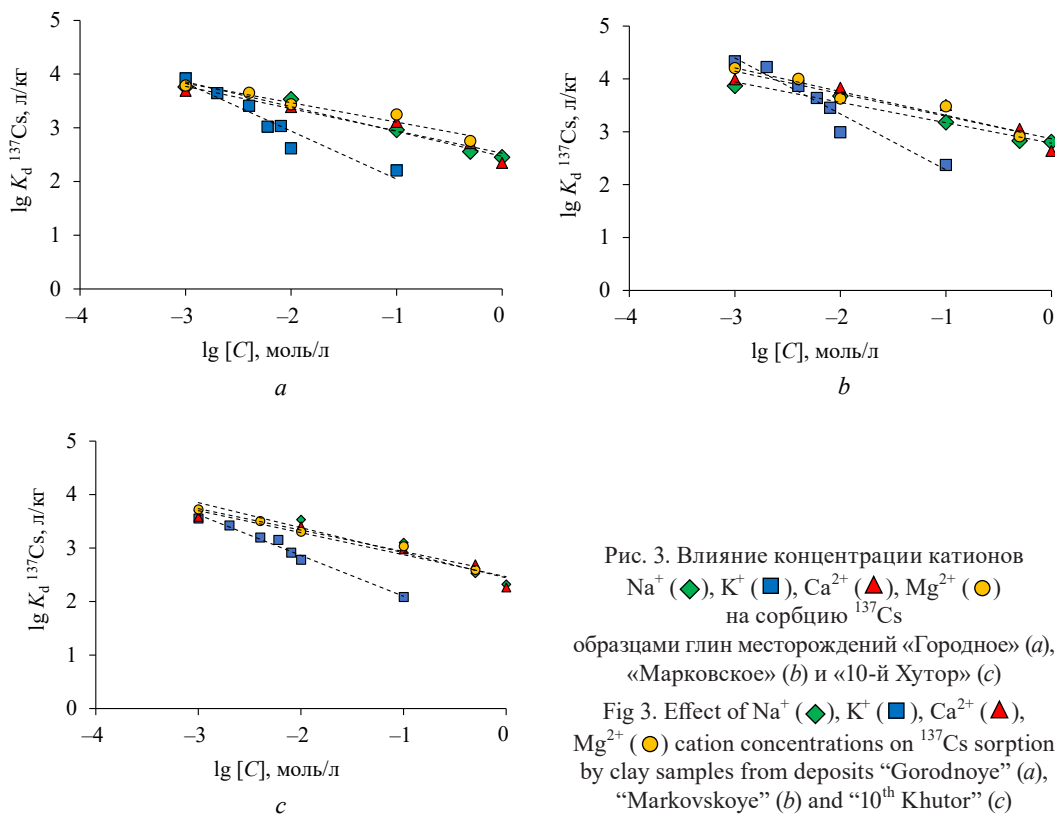 5
4
3
2
1
0
–4
–3
–2
–1
0
lg K_d ¹³⁷Cs, л/кг
lg [C], моль/л
a
5
4
3
2
1
0
–4
–3
–2
–1
0
lg K_d ¹³⁷Cs, л/кг
lg [C], моль/л
b
5
4
3
2
1
0
–4
–3
–2
–1
0
lg K_d ¹³⁷Cs, л/кг
lg [C], моль/л
c
Рис. 3. Влияние концентрации катионов
Na⁺ (◆), K⁺ (■), Ca²⁺ (▲), Mg²⁺ (●)
на сорбцию ¹³⁷Cs
образцами глин месторождений «Городное» (a),
«Марковское» (b) и «10-й Хутор» (c)
Fig 3. Effect of Na⁺ (◆), K⁺ (■), Ca²⁺ (▲),
Mg²⁺ (●) cation concentrations on ¹³⁷Cs sorption
by clay samples from deposits “Gorodnoye” (a),
“Markovskoye” (b) and “10ᵗʰ Khutor” (c)